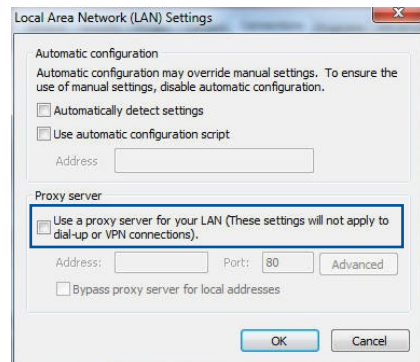 Local Area Network (LAN) Settings
Automatic configuration
Automatic configuration may override manual settings. To ensure the
use of manual settings, disable automatic configuration.
Automatically detect settings
Use automatic configuration script
Address
Proxy server
Use a proxy server for your LAN (These settings will not apply to
dial-up or VPN connections).
Address: Port: 80 Advanced
Bypass proxy server for local addresses
OK Cancel